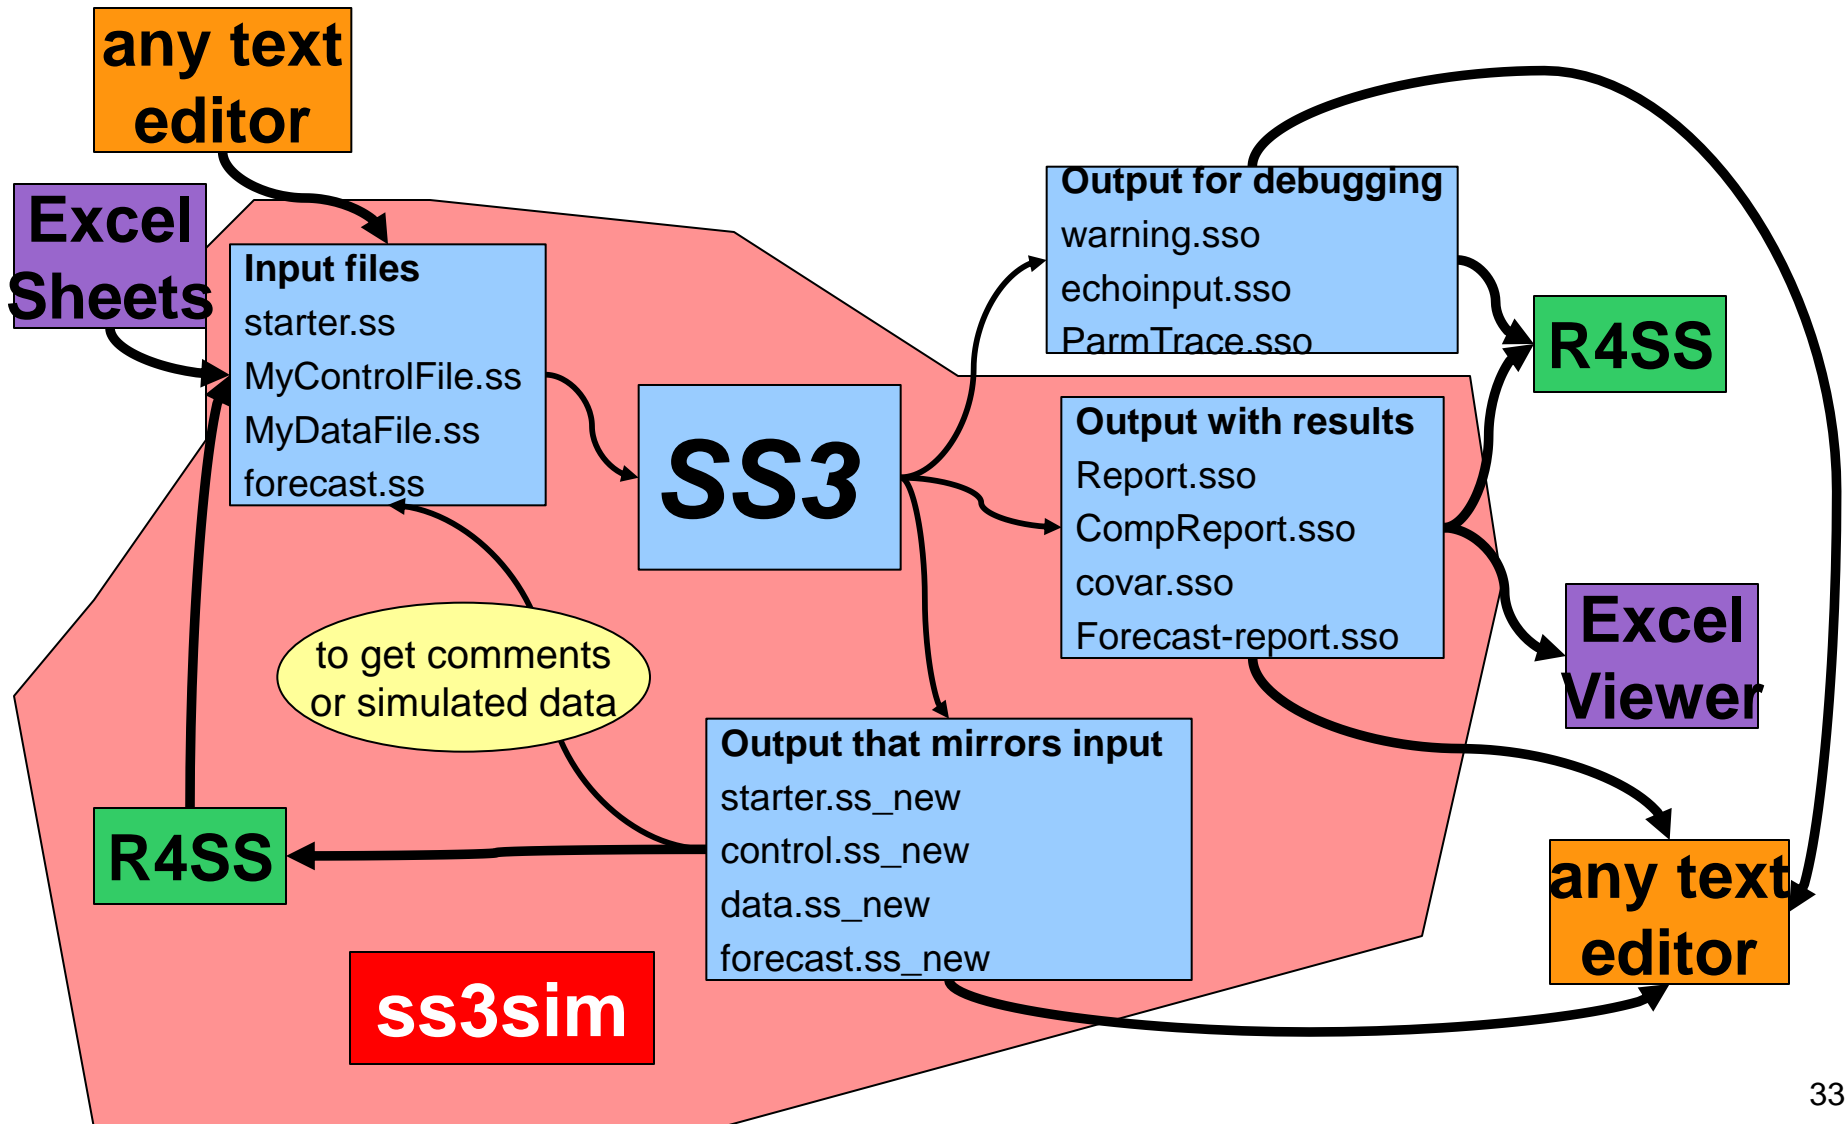 any text
editor
Excel
Sheets
Input files
starter.ss
MyControlFile.ss
MyDataFile.ss
forecast.ss
SS3
Output for debugging
warning.sso
echoinput.sso
ParmTrace.sso
R4SS
Output with results
Report.sso
CompReport.sso
covar.sso
Forecast-report.sso
Excel
Viewer
to get comments
or simulated data
Output that mirrors input
starter.ss_new
control.ss_new
data.ss_new
forecast.ss_new
R4SS
any text
editor
ss3sim
33